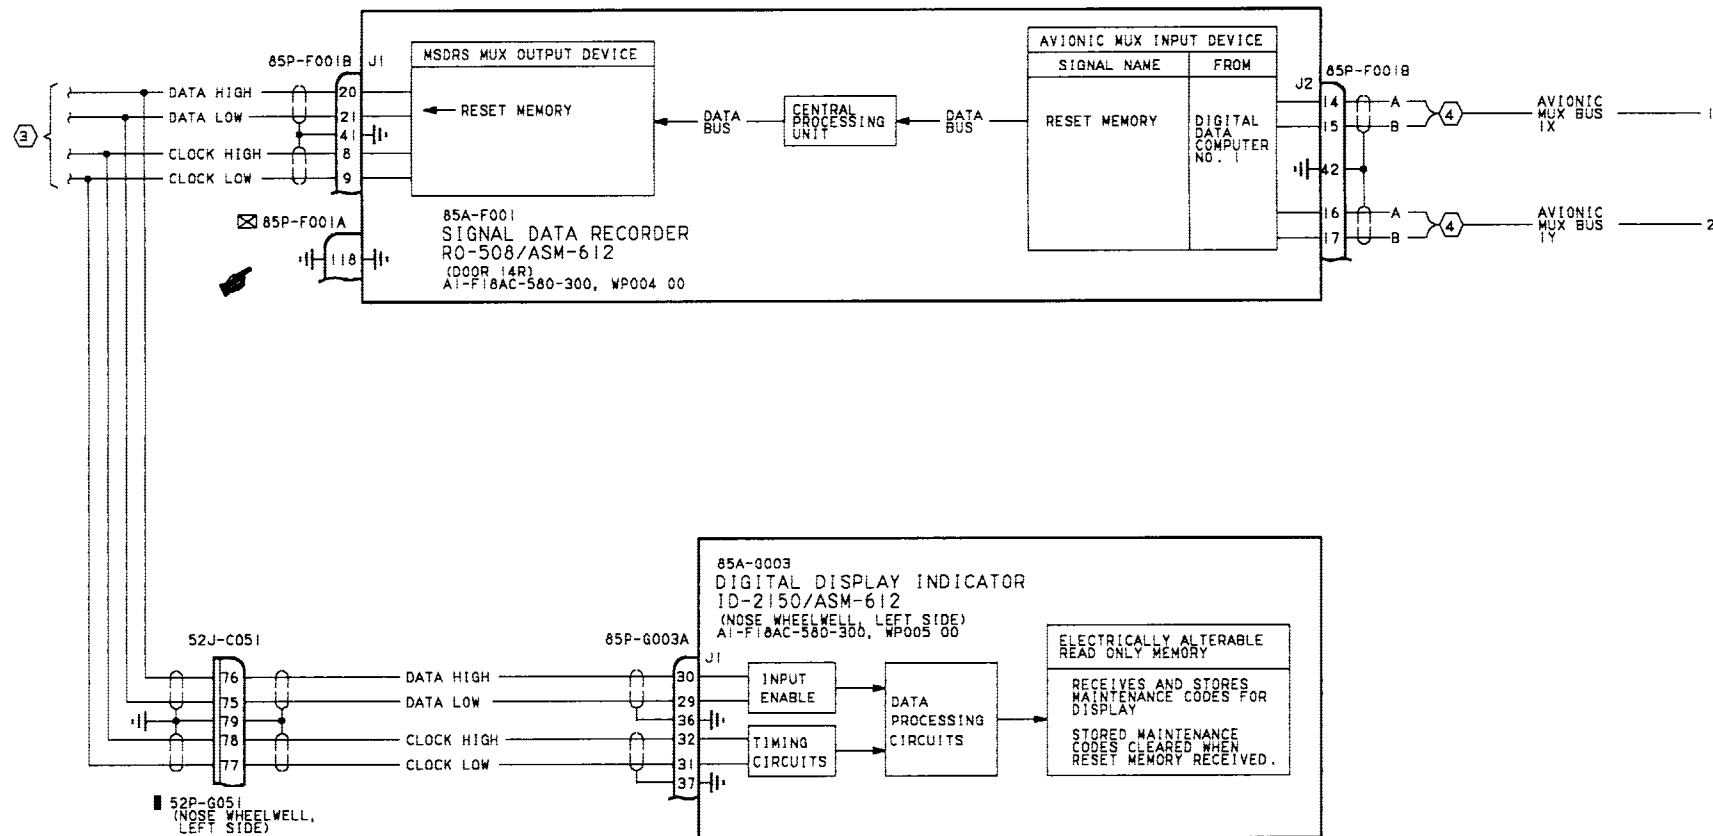 85P-F001B J1
MSDRS MUX OUTPUT DEVICE
RESET MEMORY
3
DATA HIGH 20
DATA LOW 21
41
CLOCK HIGH 8
CLOCK LOW 9
85P-F001A
118
85A-F001
SIGNAL DATA RECORDER
RO-508/ASM-612
(DOOR 14R)
A1-F18AC-580-300, WP004 00
DATA
BUS
CENTRAL
PROCESSING
UNIT
DATA
BUS
AVIONIC MUX INPUT DEVICE
SIGNAL NAME FROM
RESET MEMORY
DIGITAL
DATA
COMPUTER
NO. 1
J2 85P-F001B
14 A
15 B
4
AVIONIC
MUX BUS
1X
1
42
16 A
17 B
4
AVIONIC
MUX BUS
1Y
2
85A-G003
DIGITAL DISPLAY INDICATOR
ID-2150/ASM-612
(NOSE WHEELWELL, LEFT SIDE)
A1-F18AC-580-300, WP005 00
52J-C051
85P-G003A
J1
76 DATA HIGH 30
75 DATA LOW 29
79 36
78 CLOCK HIGH 32
77 CLOCK LOW 31
37
INPUT
ENABLE
TIMING
CIRCUITS
DATA
PROCESSING
CIRCUITS
ELECTRICALLY ALTERABLE
READ ONLY MEMORY
RECEIVES AND STORES
MAINTENANCE CODES FOR
DISPLAY
STORED MAINTENANCE
CODES CLEARED WHEN
RESET MEMORY RECEIVED.
52P-G051
(NOSE WHEELWELL,
LEFT SIDE)